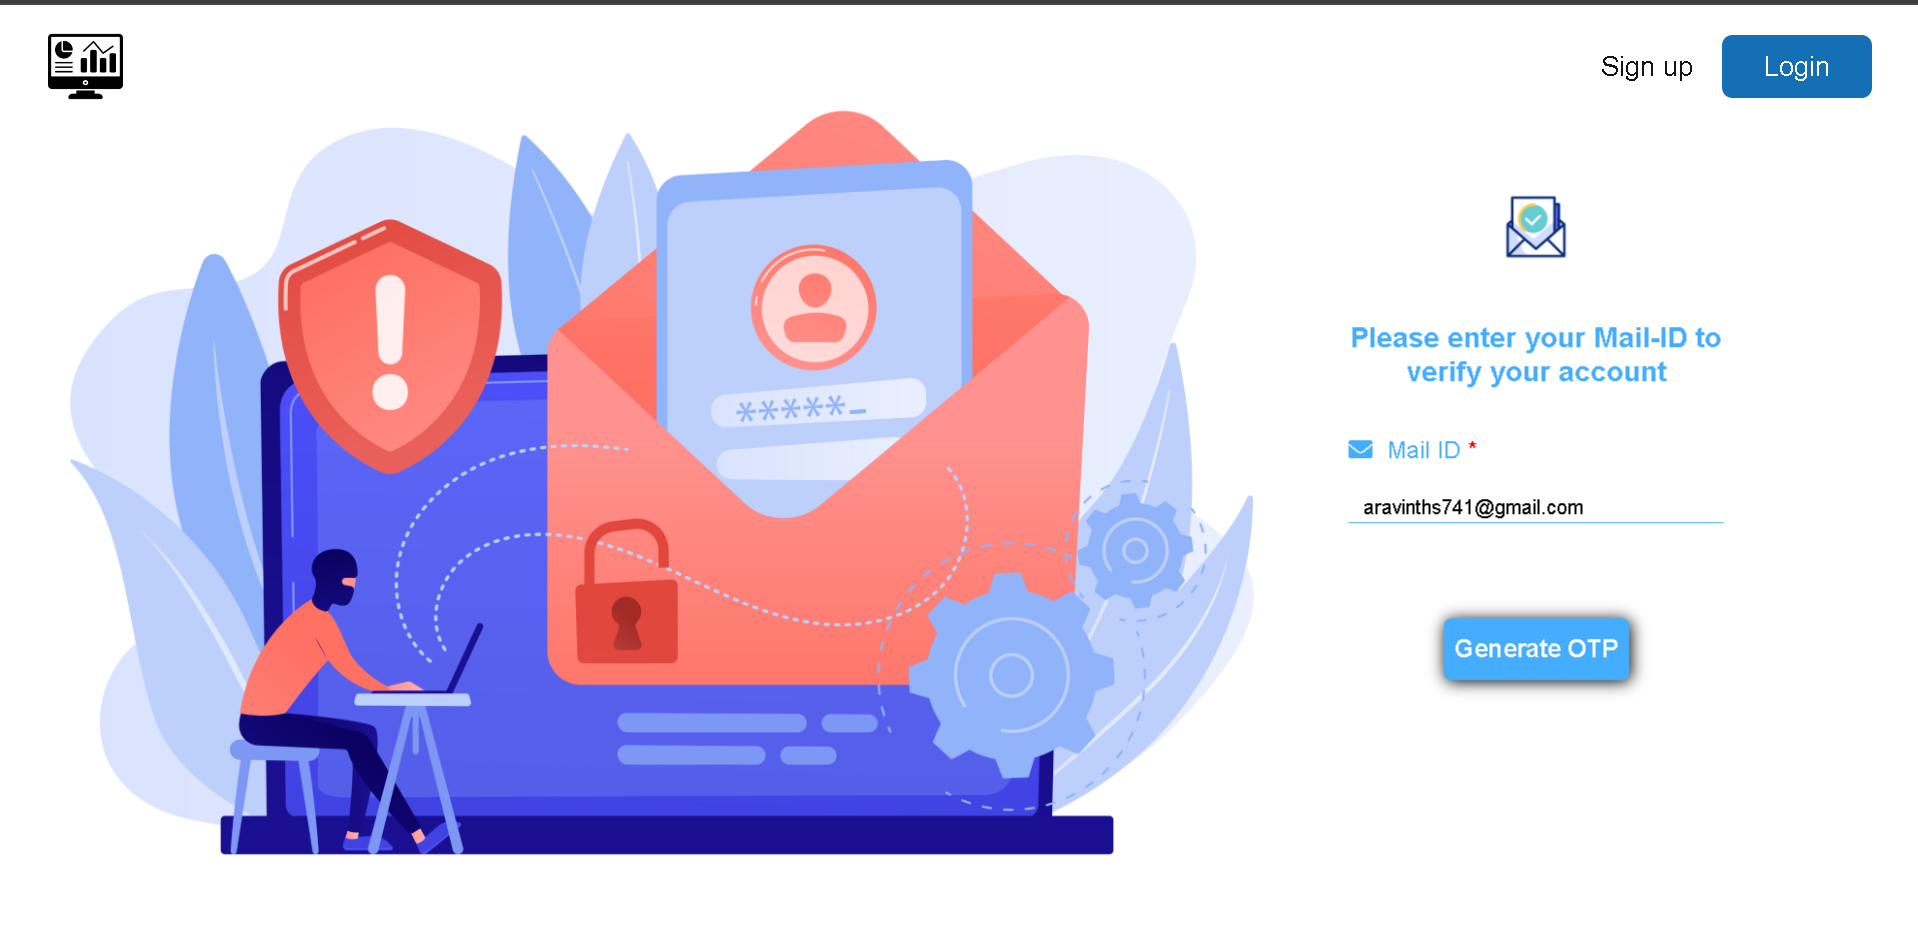 Sign up
Login
Please enter your Mail-ID to
verify your account
Mail ID *
aravinths741@gmail.com
*****_
Generate OTP